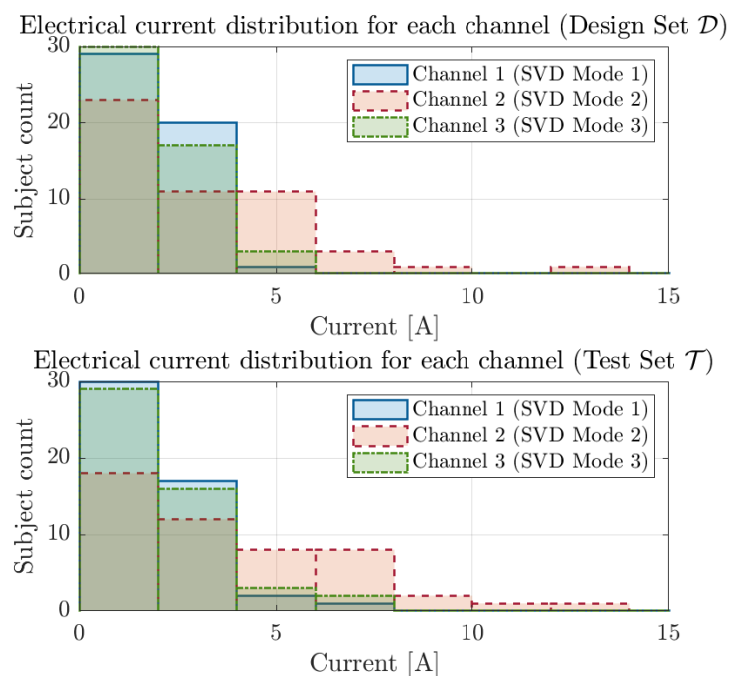 Electrical current distribution for each channel (Design Set 𝒟)
30
20
10
0
Subject count
Channel 1 (SVD Mode 1)
Channel 2 (SVD Mode 2)
Channel 3 (SVD Mode 3)
0 5 10 15
Current [A]
Electrical current distribution for each channel (Test Set 𝒯)
30
20
10
0
Subject count
Channel 1 (SVD Mode 1)
Channel 2 (SVD Mode 2)
Channel 3 (SVD Mode 3)
0 5 10 15
Current [A]